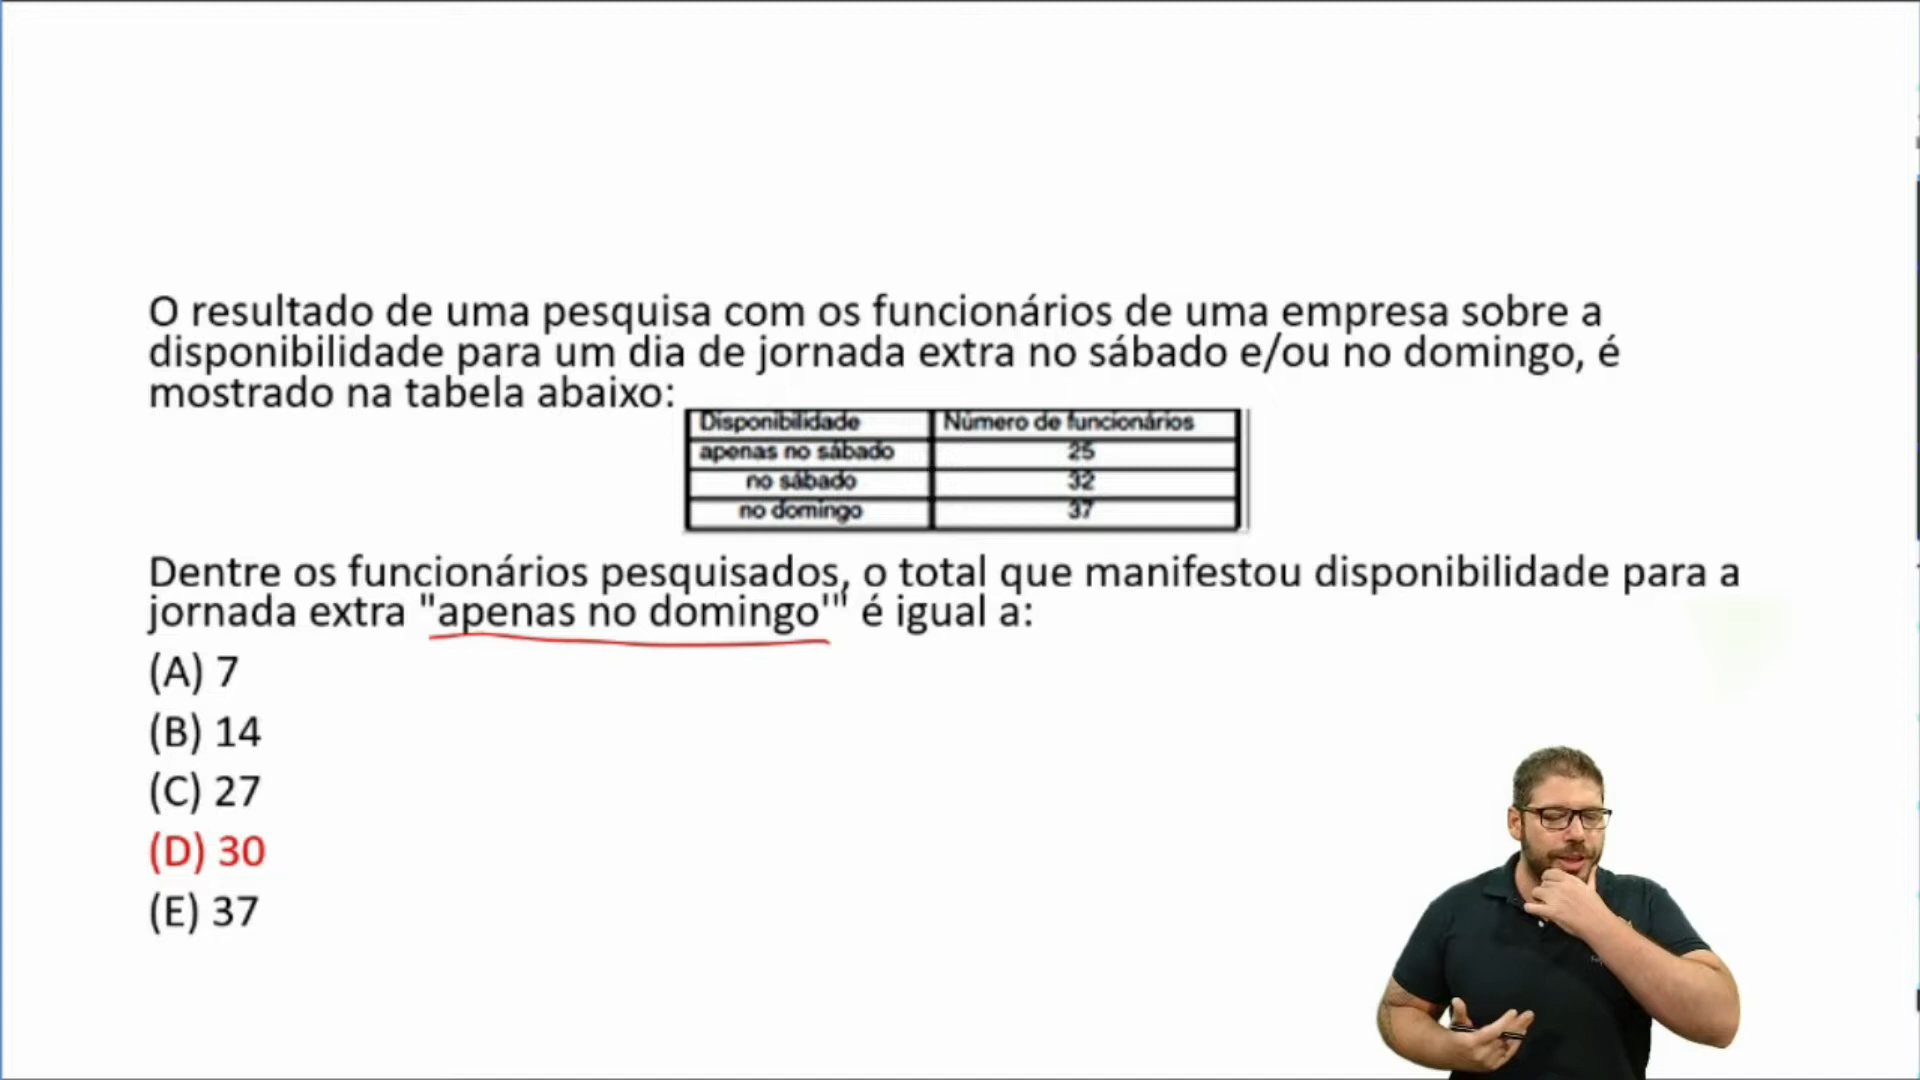 O resultado de uma pesquisa com os funcionários de uma empresa sobre a
disponibilidade para um dia de jornada extra no sábado e/ou no domingo, é
mostrado na tabela abaixo:
Disponibilidade Número de funcionários
apenas no sábado 25
no sábado 32
no domingo 37
Dentre os funcionários pesquisados, o total que manifestou disponibilidade para a
jornada extra "apenas no domingo'" é igual a:
(A) 7
(B) 14
(C) 27
(D) 30
(E) 37